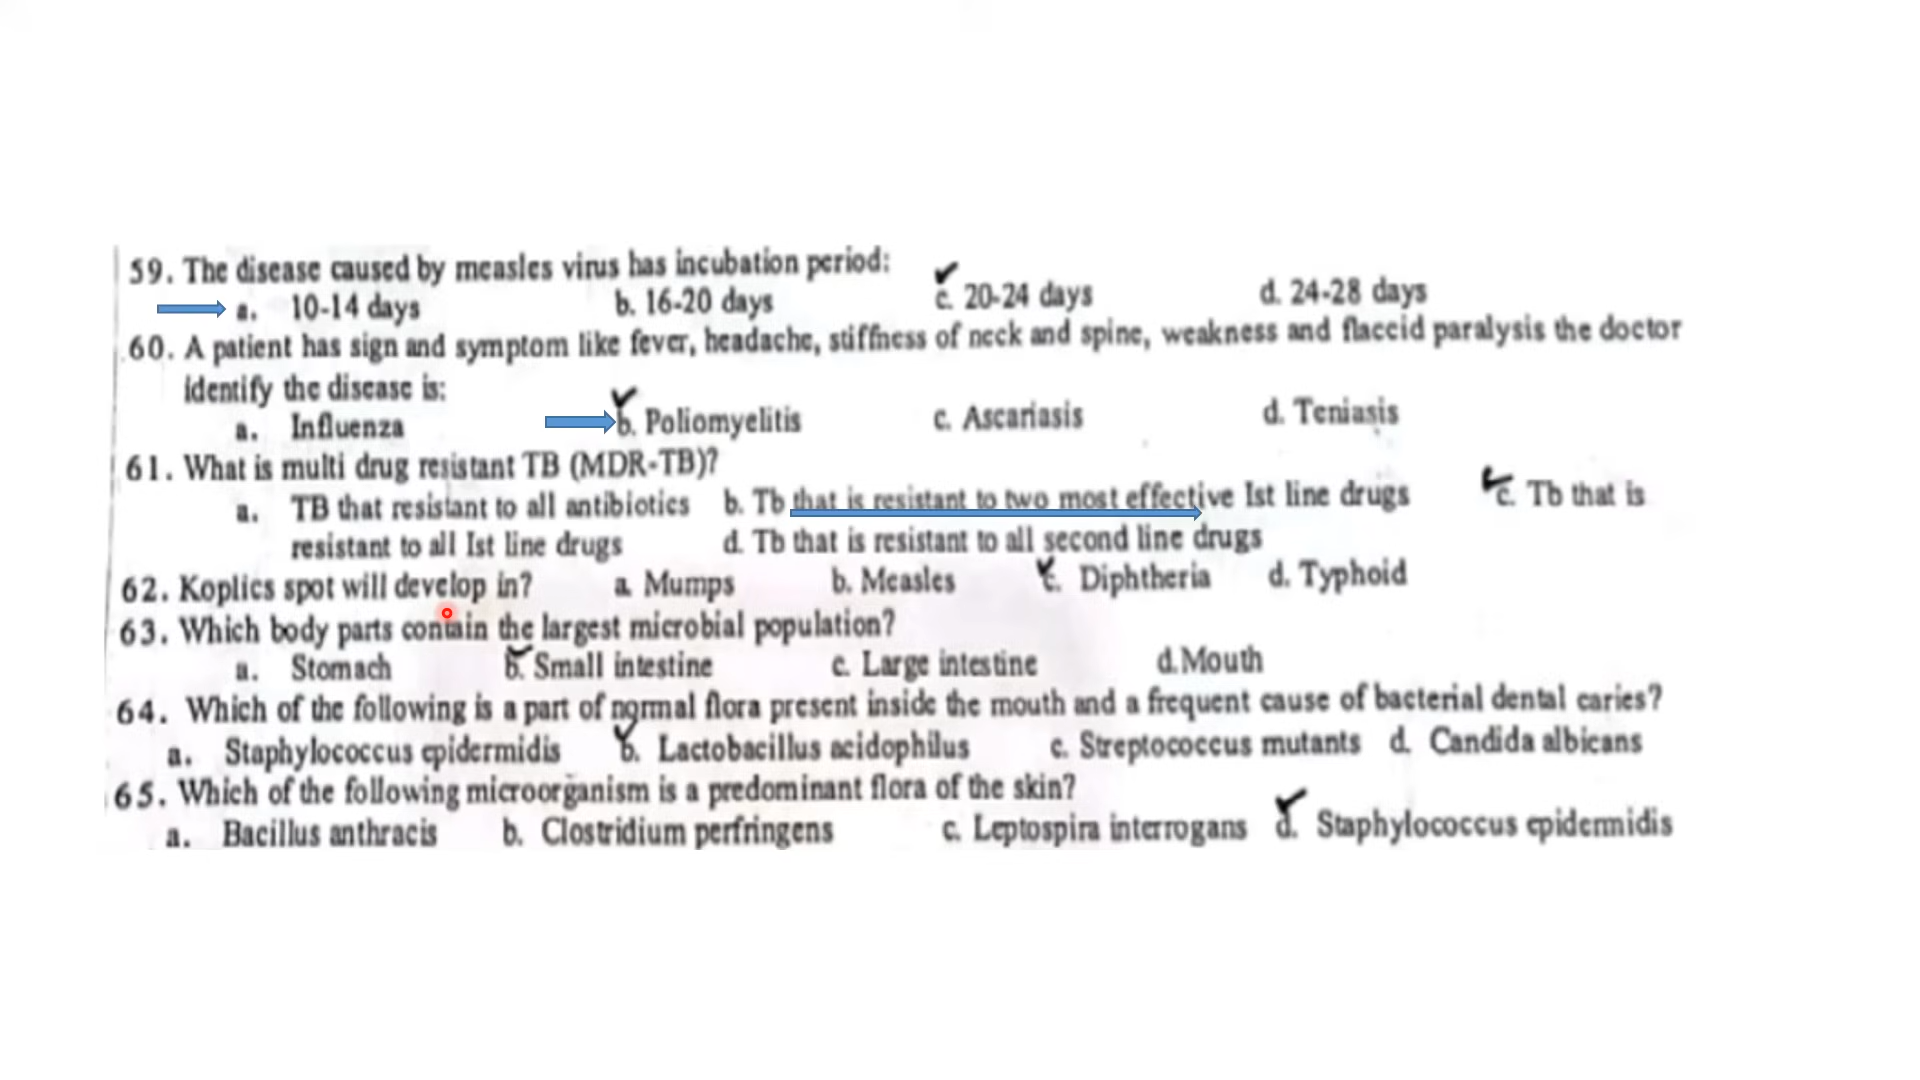 59. The disease caused by measles virus has incubation period:
a. 10-14 days b. 16-20 days c. 20-24 days d. 24-28 days
60. A patient has sign and symptom like fever, headache, stiffness of neck and spine, weakness and flaccid paralysis the doctor
identify the disease is:
a. Influenza b. Poliomyelitis c. Ascariasis d. Teniasis
61. What is multi drug resistant TB (MDR-TB)?
a. TB that resistant to all antibiotics b. Tb that is resistant to two most effective Ist line drugs c. Tb that is
resistant to all Ist line drugs d. Tb that is resistant to all second line drugs
62. Koplics spot will develop in? a. Mumps b. Measles c. Diphtheria d. Typhoid
63. Which body parts contain the largest microbial population?
a. Stomach b. Small intestine c. Large intestine d.Mouth
64. Which of the following is a part of normal flora present inside the mouth and a frequent cause of bacterial dental caries?
a. Staphylococcus epidermidis b. Lactobacillus acidophilus c. Streptococcus mutants d. Candida albicans
65. Which of the following microorganism is a predominant flora of the skin?
a. Bacillus anthracis b. Clostridium perfringens c. Leptospira interrogans d. Staphylococcus epidermidis